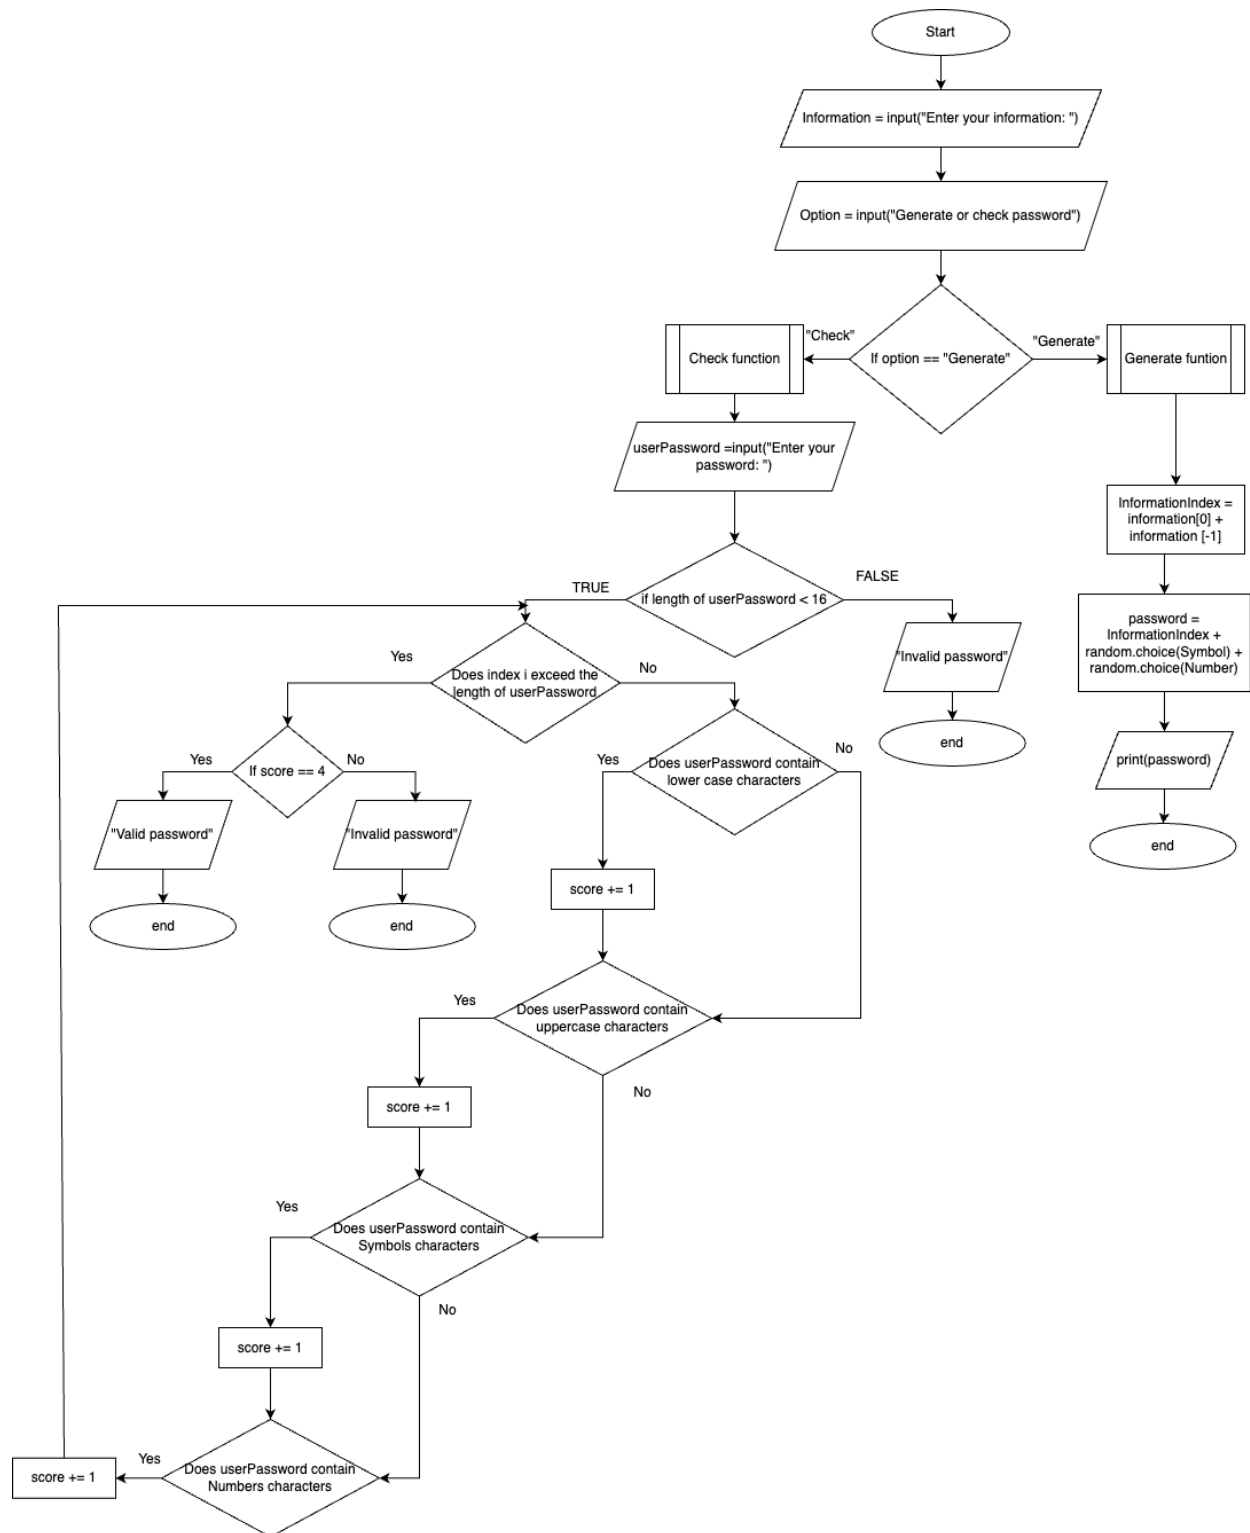 Start
Information = input("Enter your information: ")
Option = input("Generate or check password")
"Check"
If option == "Generate"
"Generate"
Check function
Generate funtion
userPassword =input("Enter your
password: ")
InformationIndex =
information[0] +
information [-1]
TRUE
if length of userPassword < 16
FALSE
password =
InformationIndex +
random.choice(Symbol) +
random.choice(Number)
"Invalid password"
end
print(password)
end
Yes
Does index i exceed the
length of userPassword
No
Yes
If score == 4
No
"Valid password"
"Invalid password"
end
end
Yes
Does userPassword contain
lower case characters
No
score += 1
Yes
Does userPassword contain
uppercase characters
No
score += 1
Yes
Does userPassword contain
Symbols characters
No
score += 1
Yes
Does userPassword contain
Numbers characters
score += 1